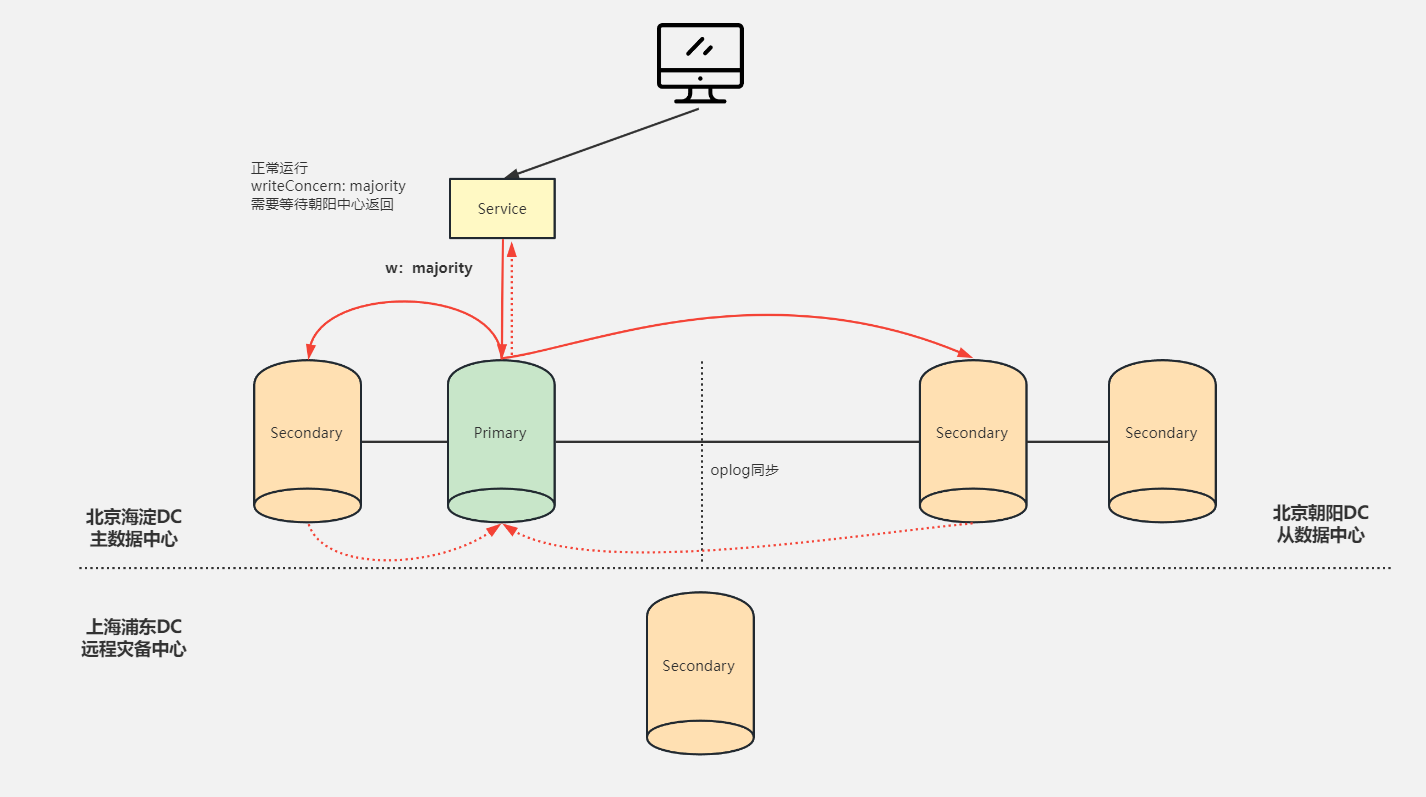 正常运行
writeConcern: majority
需要等待朝阳中心返回
Service
w：majority
Secondary
Primary
Secondary
Secondary
oplog同步
北京海淀DC
主数据中心
北京朝阳DC
从数据中心
上海浦东DC
远程灾备中心
Secondary